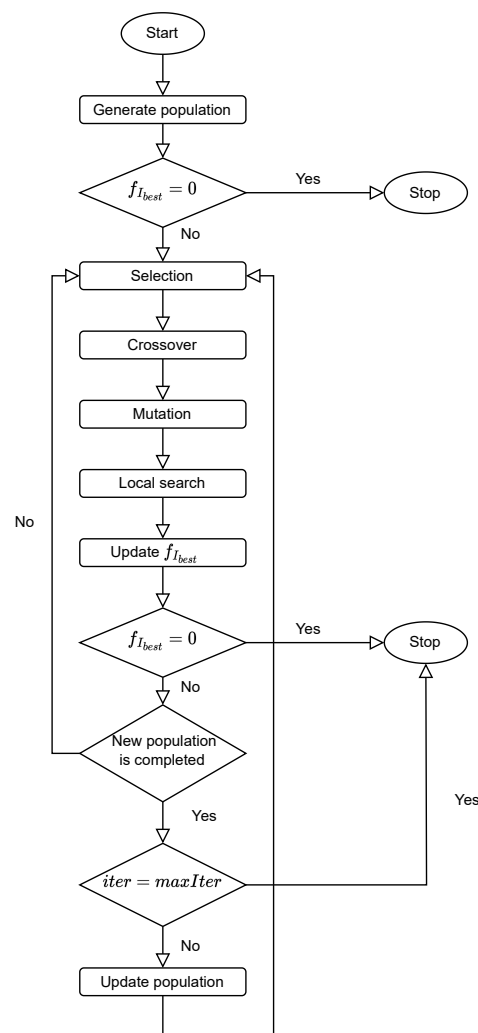 Start
Generate population
$f_{I_{best}} = 0$
Yes
Stop
No
Selection
Crossover
Mutation
Local search
No
Update $f_{I_{best}}$
$f_{I_{best}} = 0$
Yes
Stop
No
New population
is completed
Yes
Yes
$iter = maxIter$
No
Update population